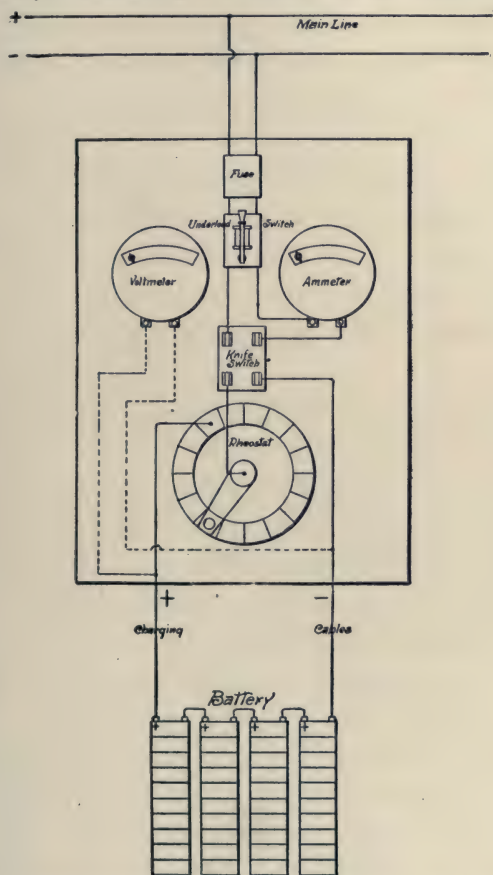 + Main Line
-
Fuse
Underload Switch
Voltmeter
Ammeter
Knife
Switch
Rheostat
+ -
Charging Cables
Battery
+ + + +